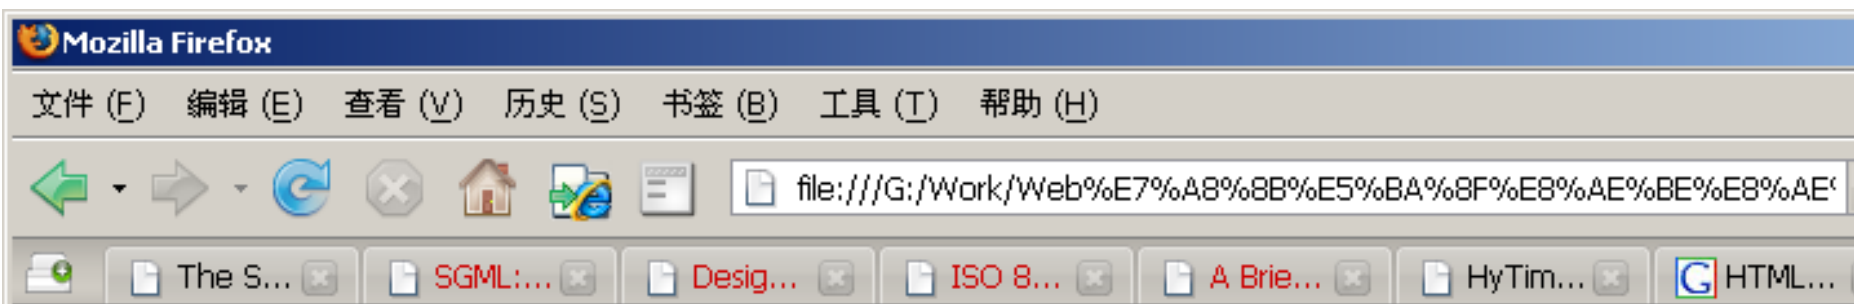 Mozilla Firefox
文件 (F) 编辑 (E) 查看 (V) 历史 (S) 书签 (B) 工具 (T) 帮助 (H)
file:///G:/Work/Web%E7%A8%8B%E5%BA%8F%E8%AE%BE%E8%AE%
The S... SGML:... Desig... ISO 8... A Brie... HyTim... HTML...